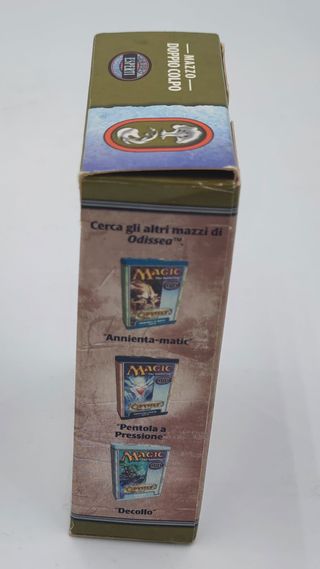 MAZZO
DOPPIO COLPO
ESPERTI
Cerca gli altri mazzi di
Odissea™
MAGIC
"Annienta-matic"
MAGIC
"Pentola a
Pressione"
MAGIC
"Decollo"